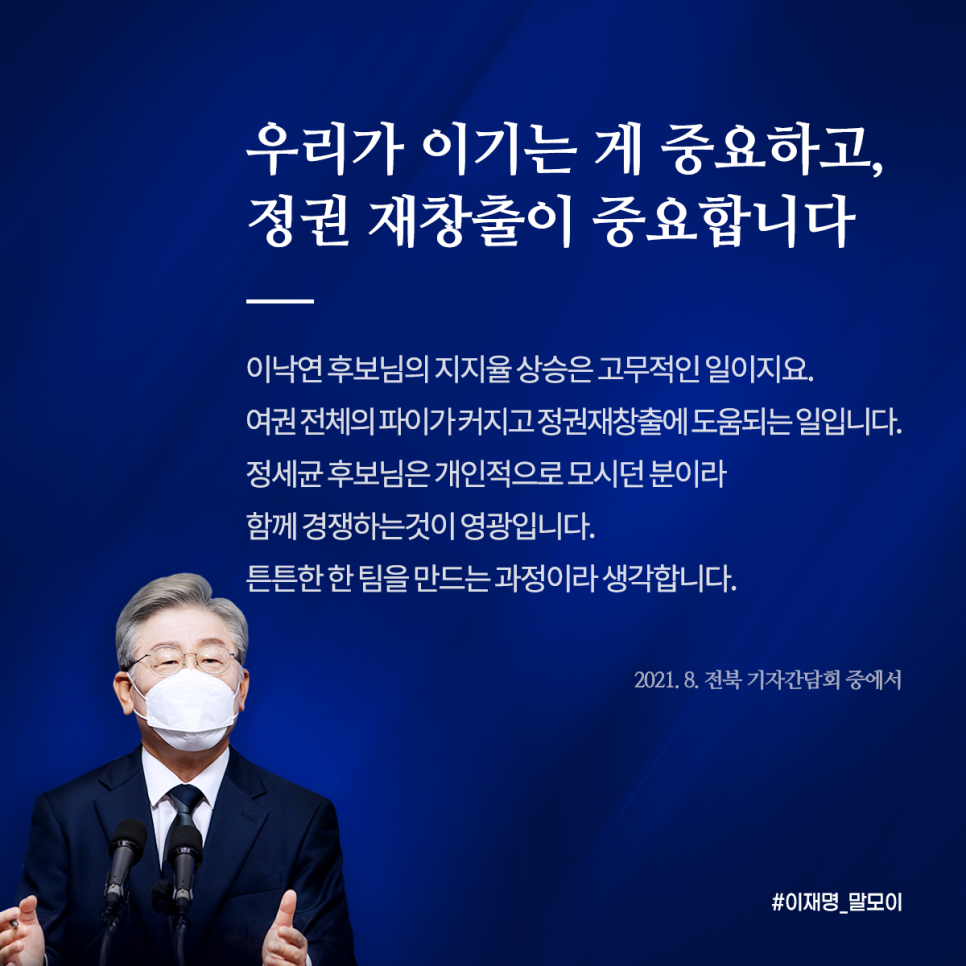 우리가 이기는 게 중요하고,
정권 재창출이 중요합니다
이낙연 후보님의 지지율 상승은 고무적인 일이지요.
여권 전체의 파이가 커지고 정권재창출에 도움되는 일입니다.
정세균 후보님은 개인적으로 모시던 분이라
함께 경쟁하는것이 영광입니다.
튼튼한 한 팀을 만드는 과정이라 생각합니다.
2021. 8. 전북 기자간담회 중에서
#이재명_말모이